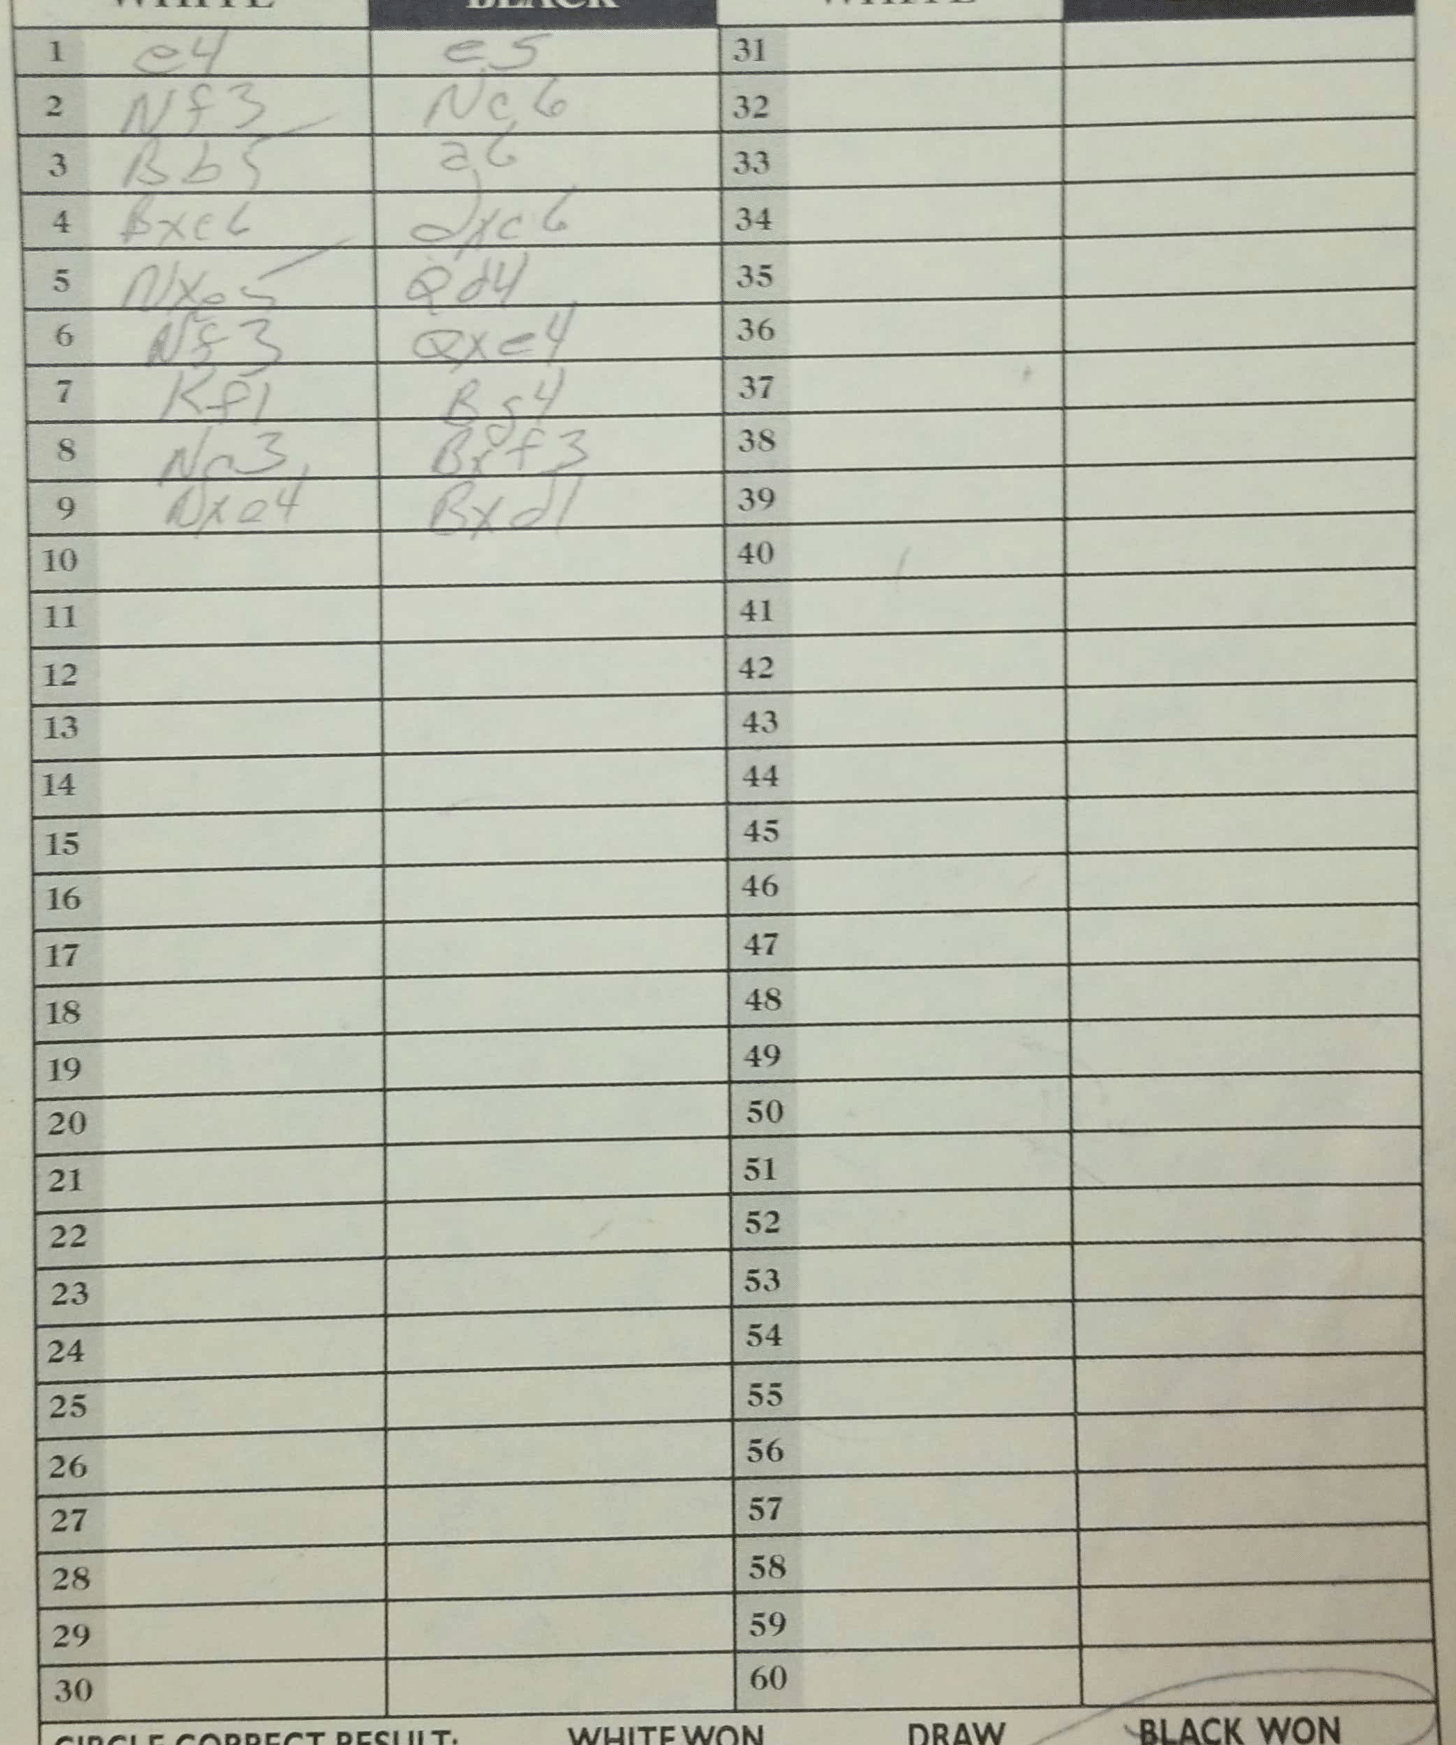 WHITE BLACK WHITE
1 e4 e5 31
2 Nf3 Nc6 32
3 Bb5 a6 33
4 Bxc6 dxc6 34
5 Nxe5 Qd4 35
6 Nf3 Qxe4 36
7 Kf1 Bg4 37
8 Nc3 Bxf3 38
9 Nxe4 Bxd1 39
10 40
11 41
12 42
13 43
14 44
15 45
16 46
17 47
18 48
19 49
20 50
21 51
22 52
23 53
24 54
25 55
26 56
27 57
28 58
29 59
30 60
CIRCLE CORRECT RESULT: WHITE WON DRAW BLACK WON